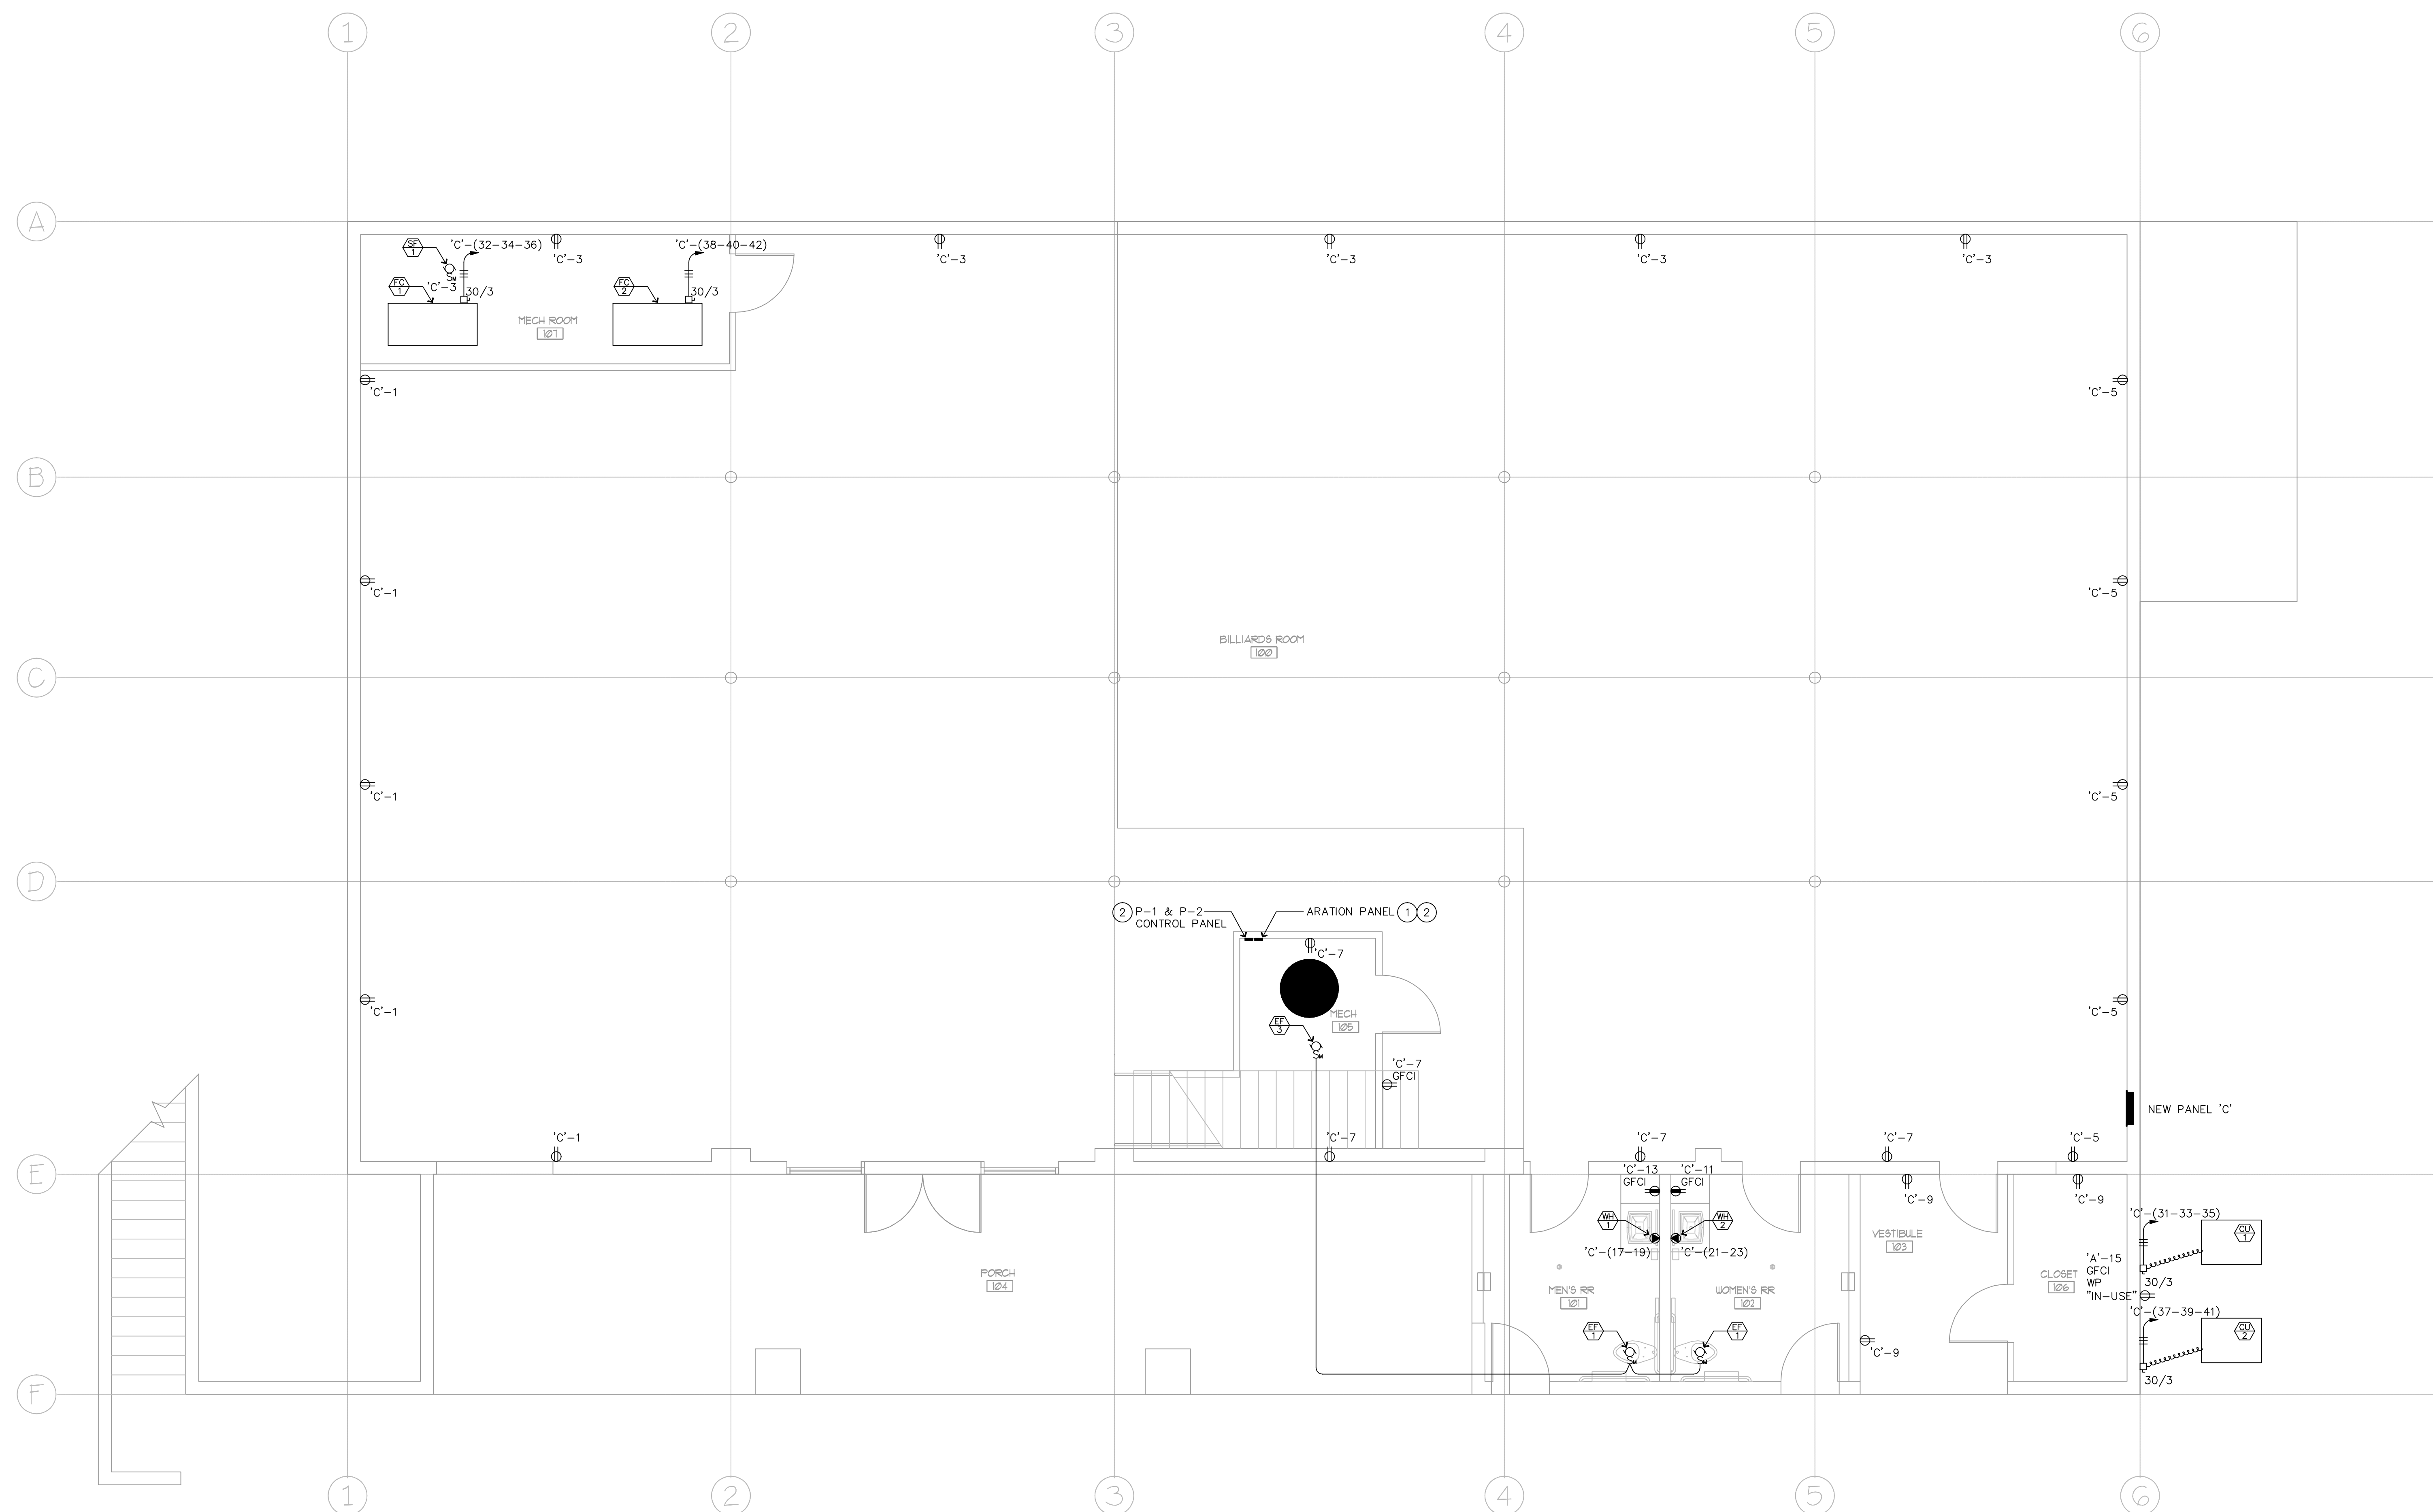 1 2 3 4 5 6
A
SF
1
'C'-(32-34-36)
'C'-3
'C'-(38-40-42)
'C'-3
'C'-3
'C'-3
'C'-3
FC
1
'C'-3
SM
30/3
FC
2
30/3
MECH ROOM
107
'C'-1
'C'-5
B
'C'-1
'C'-5
BILLIARDS ROOM
100
C
'C'-1
'C'-5
D
2 P-1 & P-2
CONTROL PANEL
ARATION PANEL 1 2
'C'-7
MECH
105
'C'-1
'C'-5
EF
3
SM
'C'-7
GFCI
NEW PANEL 'C'
'C'-1
'C'-7
'C'-7
'C'-7
'C'-5
E
'C'-13
GFCI
'C'-11
GFCI
'C'-9
'C'-9
WH
1
WH
2
'C'-(17-19)
'C'-(21-23)
VESTIBULE
103
'C'-(31-33-35)
CU
1
PORCH
104
MEN'S RR
101
WOMEN'S RR
102
CLOSET
106
'A'-15
GFCI
WP
"IN-USE"
30/3
'C'-(37-39-41)
CU
2
EF
1
SM
EF
1
SM
'C'-9
30/3
F
1 2 3 4 5 6